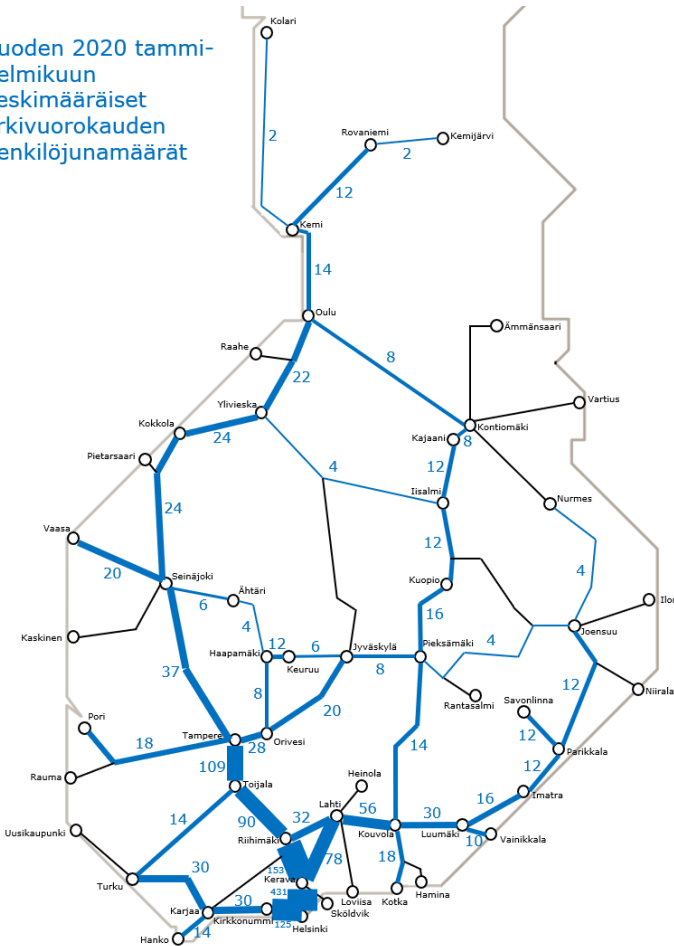 uoden 2020 tammi-
elmikuun
eskimääräiset
rkivuorokauden
enkilöjunamäärät
Kolari
2
Rovaniemi
Kemijärvi
2
12
Kemi
14
Oulu
Ämmänsaari
Raahe
8
22
Ylivieska
Vartius
Kokkola
24
Kontiomäki
Kajaani
8
Pietarsaari
12
4
Iisalmi
Nurmes
24
Vaasa
12
20
Seinäjoki
4
Kuopio
Ähtäri
6
Ilo
16
4
Joensuu
Kaskinen
12
6
Jyväskylä
Pieksämäki
4
Haapamäki
Keuruu
8
37
12
8
Rantasalmi
Niirala
20
Savonlinna
Pori
18
Tampere
28
Orivesi
12
14
Parikkala
109
12
Rauma
Toijala
Heinola
Imatra
Lahti
56
16
14
90
32
30
Uusikaupunki
Riihimäki
Kouvola
Luumäki
10
Vainikkala
78
18
30
153
Turku
Kerava
Hamina
431
Loviisa
Kotka
30
Karjaa
Kirkkonummi
Sköldvik
125
Helsinki
14
Hanko